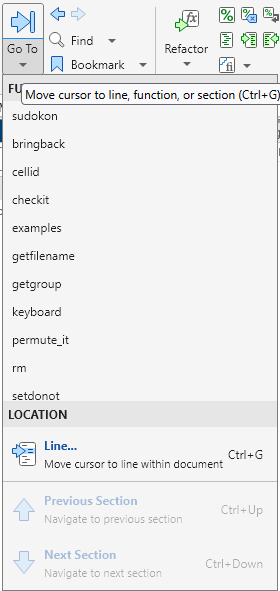 Go To
Find
Bookmark
Refactor
FU
Move cursor to line, function, or section (Ctrl+G)
sudokon
bringback
cellid
checkit
examples
getfilename
getgroup
keyboard
permute_it
rm
setdonot
LOCATION
Line... Ctrl+G
Move cursor to line within document
Previous Section Ctrl+Up
Navigate to previous section
Next Section Ctrl+Down
Navigate to next section